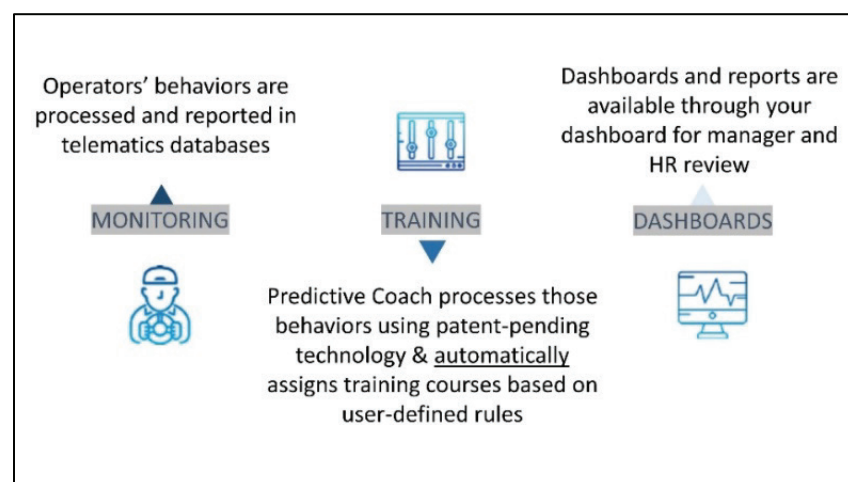 Operators' behaviors are
processed and reported in
telematics databases
MONITORING
TRAINING
Predictive Coach processes those
behaviors using patent-pending
technology & automatically
assigns training courses based on
user-defined rules
Dashboards and reports are
available through your
dashboard for manager and
HR review
DASHBOARDS